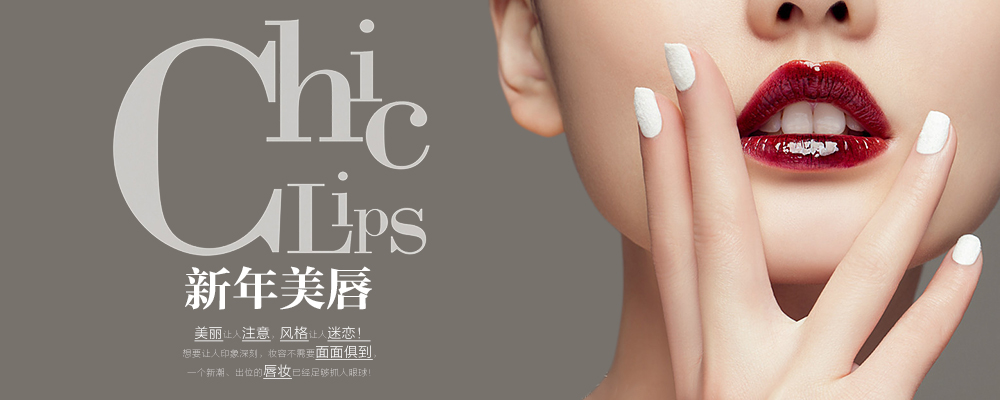 Chic
Lips
新年美唇
美丽让人注意,风格让人迷恋!
想要让人印象深刻,妆容不需要面面俱到,
一个新潮、出位的唇妆已经足够抓人眼球!